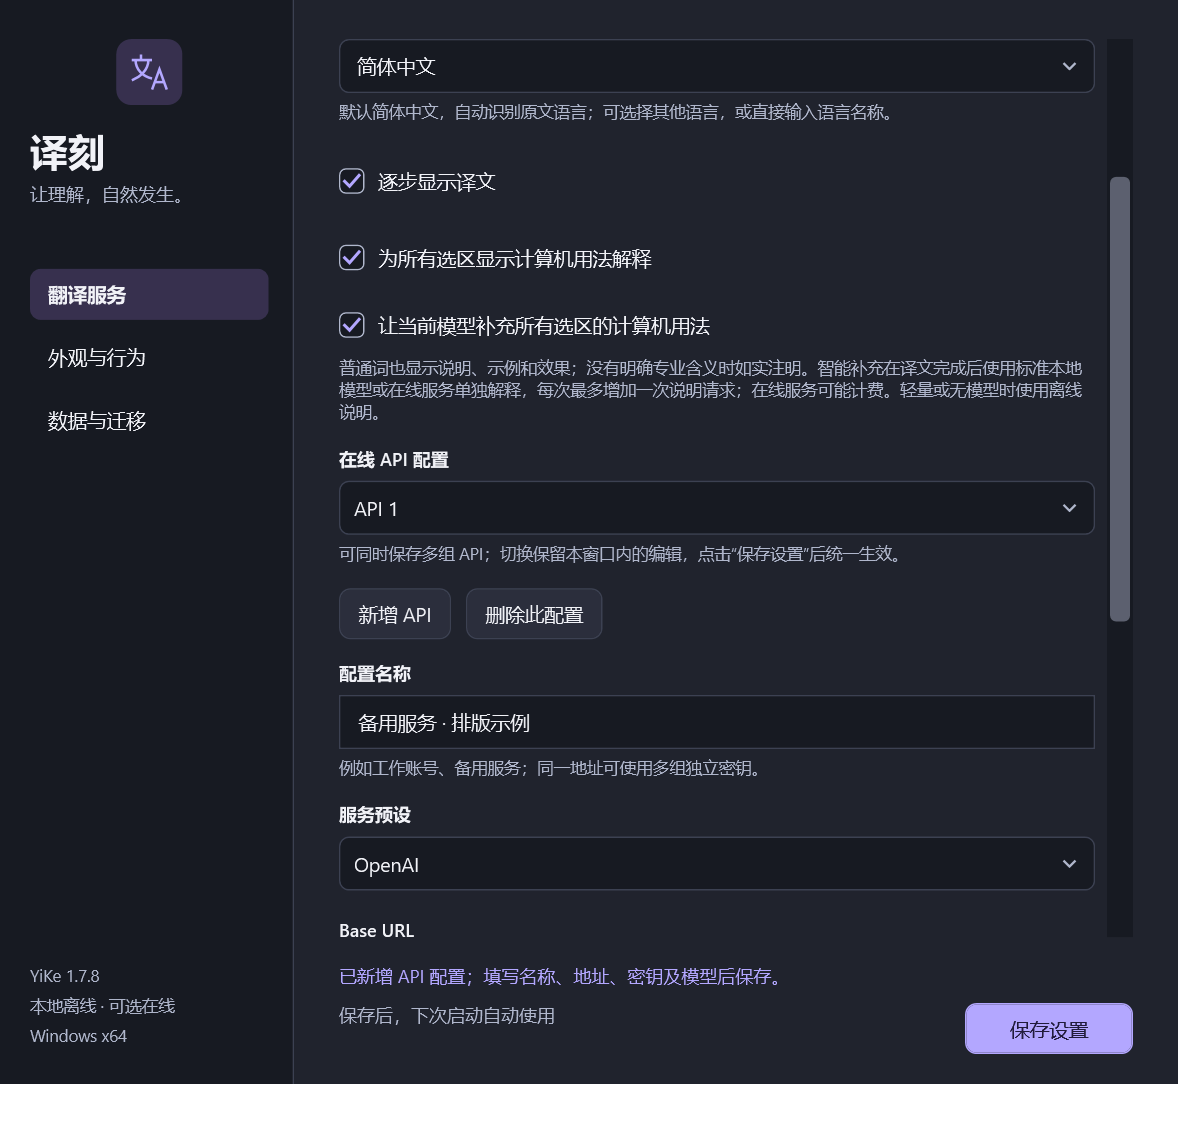 文A
译刻
让理解，自然发生。
翻译服务
外观与行为
数据与迁移
YiKe 1.7.8
本地离线 · 可选在线
Windows x64
简体中文
默认简体中文，自动识别原文语言；可选择其他语言，或直接输入语言名称。
逐步显示译文
为所有选区显示计算机用法解释
让当前模型补充所有选区的计算机用法
普通词也显示说明、示例和效果；没有明确专业含义时如实注明。智能补充在译文完成后使用标准本地
模型或在线服务单独解释，每次最多增加一次说明请求；在线服务可能计费。轻量或无模型时使用离线
说明。
在线 API 配置
API 1
可同时保存多组 API；切换保留本窗口内的编辑，点击“保存设置”后统一生效。
新增 API
删除此配置
配置名称
备用服务 · 排版示例
例如工作账号、备用服务；同一地址可使用多组独立密钥。
服务预设
OpenAI
Base URL
已新增 API 配置；填写名称、地址、密钥及模型后保存。
保存后，下次启动自动使用
保存设置